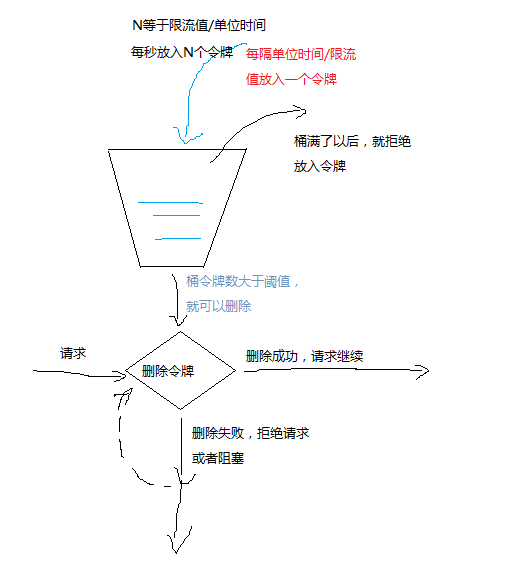 N等于限流值/单位时间
每秒放入N个令牌
每隔单位时间/限流
值放入一个令牌
桶满了以后，就拒绝
放入令牌
桶令牌数大于阈值，
就可以删除
请求
删除令牌
删除成功，请求继续
删除失败，拒绝请求
或者阻塞